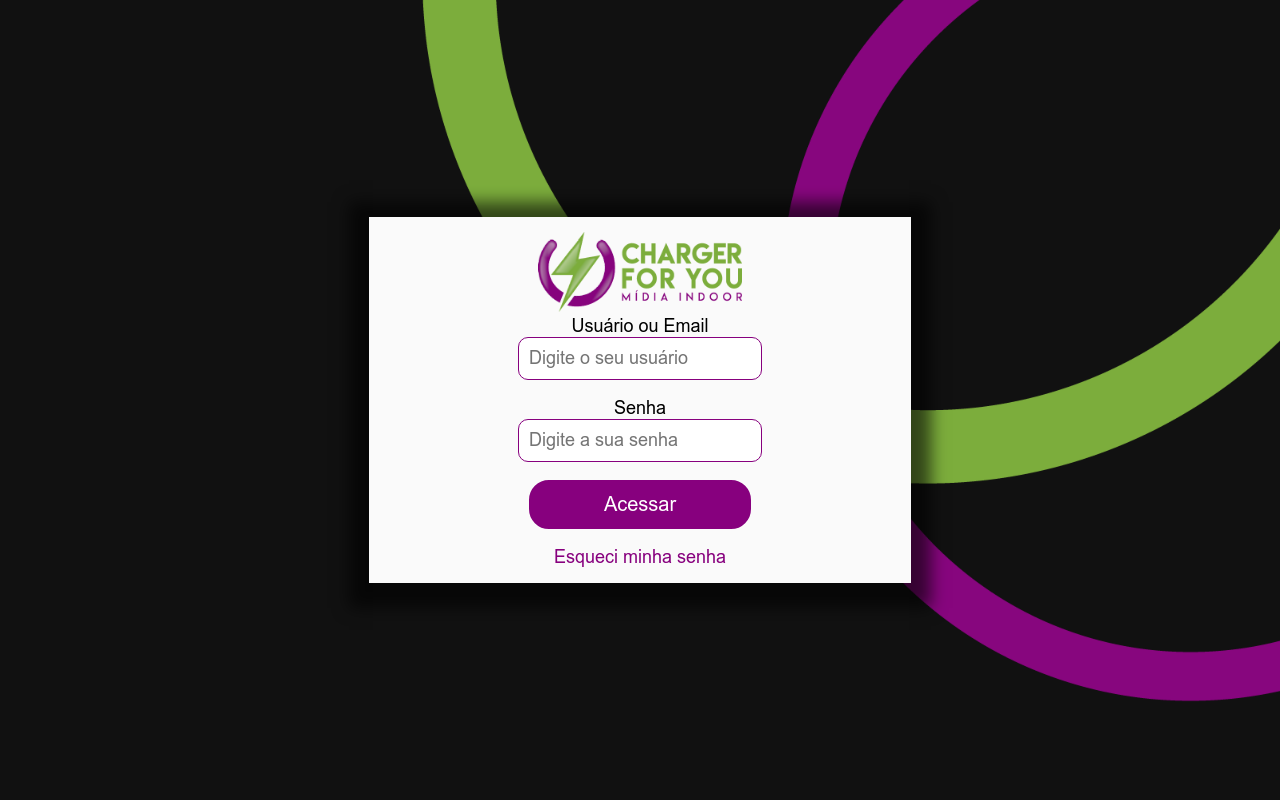 CHARGER
FOR YOU
MÍDIA INDOOR
Usuário ou Email
Digite o seu usuário
Senha
Digite a sua senha
Acessar
Esqueci minha senha